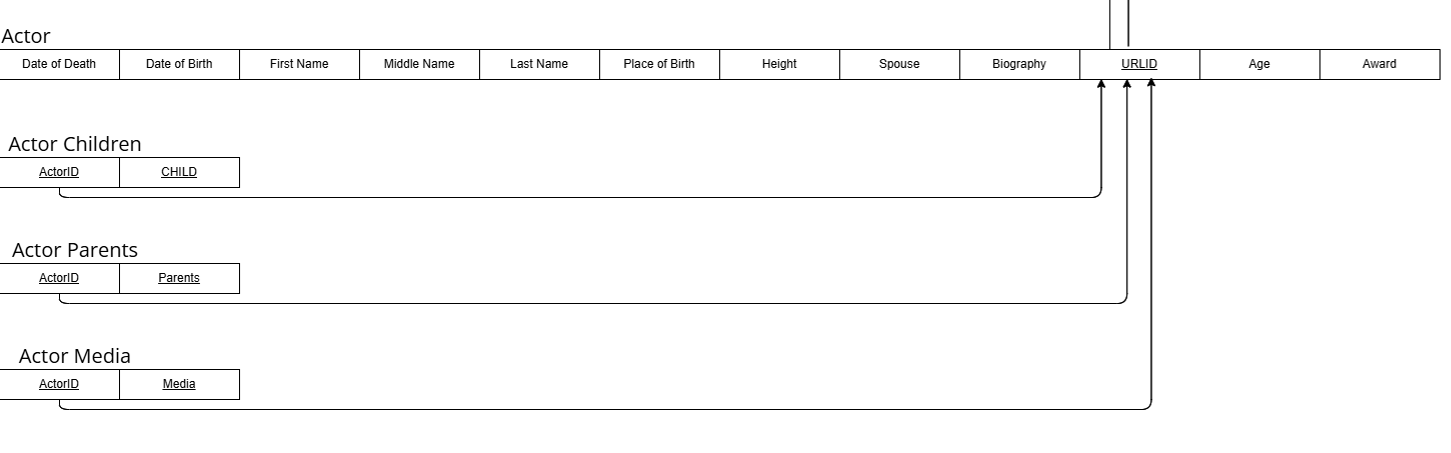 Actor
Date of Death Date of Birth First Name Middle Name Last Name Place of Birth Height Spouse Biography URLID Age Award
Actor Children
ActorID CHILD
Actor Parents
ActorID Parents
Actor Media
ActorID Media